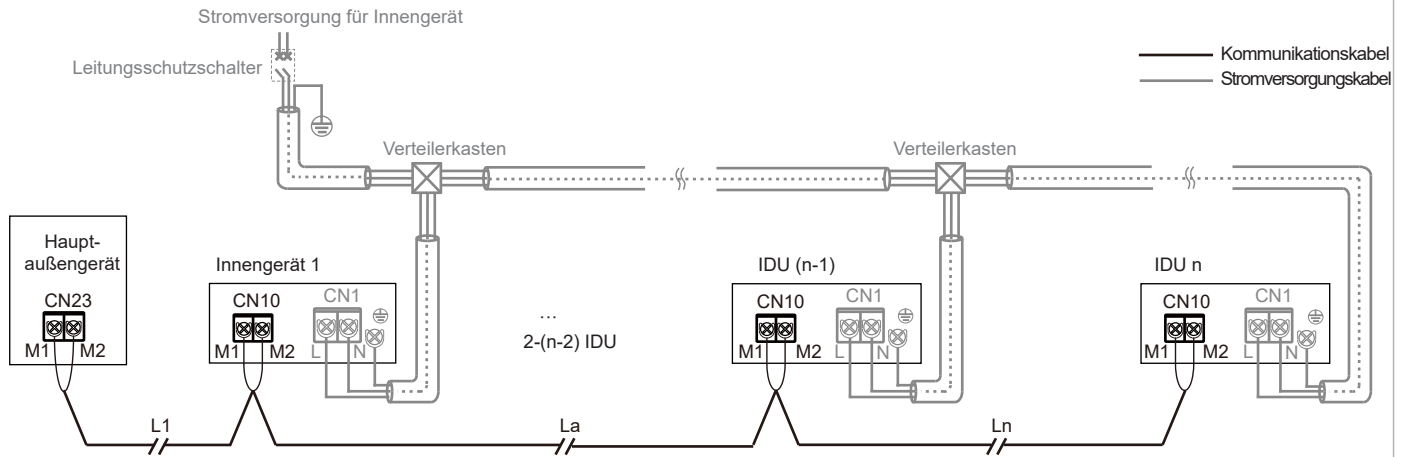 Stromversorgung für Innengerät
Leitungsschutzschalter
Kommunikationskabel
Stromversorgungskabel
Verteilerkasten
Verteilerkasten
Haupt-
außengerät
CN23
M1 M2
Innengerät 1
CN10 CN1
M1 M2 L N
...
2-(n-2) IDU
IDU (n-1)
CN10 CN1
M1 M2 L N
IDU n
CN10 CN1
M1 M2 L N
L1
La
Ln